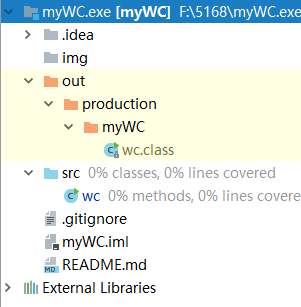 myWC.exe [myWC] F:\5168\myWC.exe
.idea
img
out
production
myWC
wc.class
src 0% classes, 0% lines covered
wc 0% methods, 0% lines covere
.gitignore
myWC.iml
README.md
External Libraries